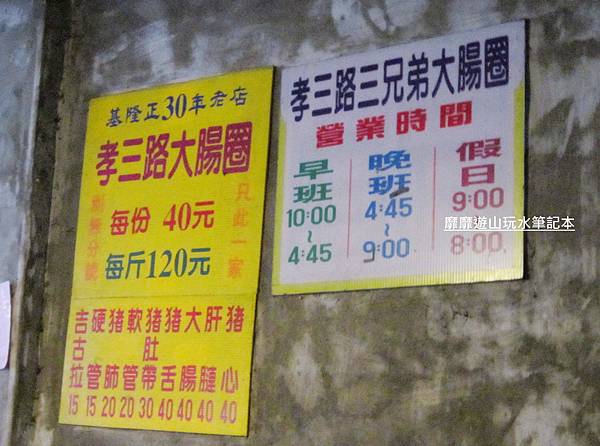 基隆正30年老店
孝三路大腸圈
只此一家
別無分號
每份 40元
每斤120元
吉古拉 15
硬管 15
猪肺 20
軟管 20
猪肚帶 30
猪舌 40
大腸 40
肝 40
猪心 40
孝三路三兄弟大腸圈
營業時間
早班
10:00
~
4:45
晚班
4:45
~
9:00
假日
9:00
~
8:00
靡靡遊山玩水筆記本